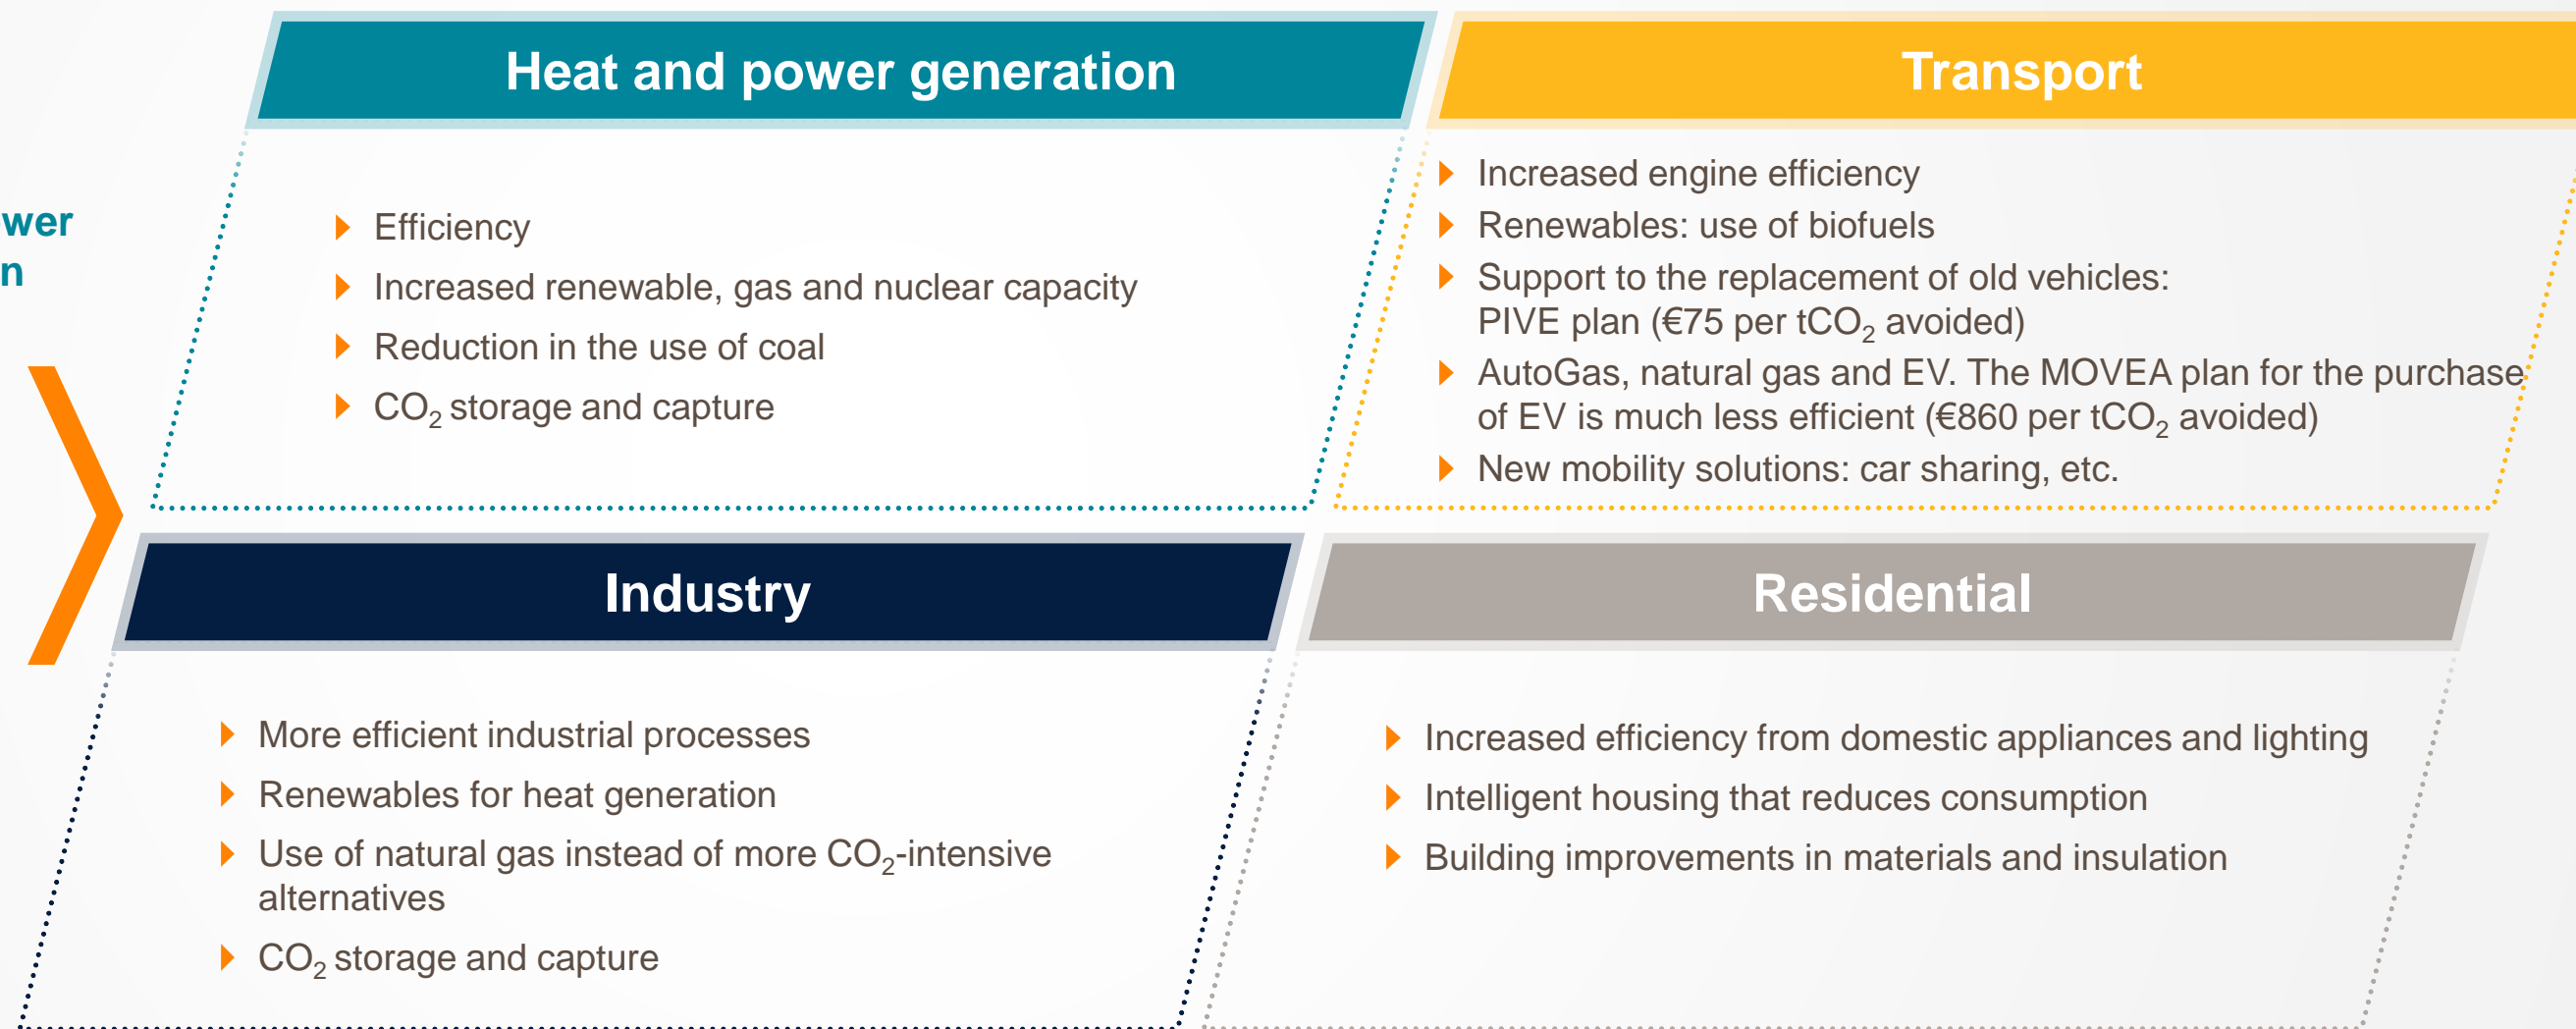 Heat and power generation
Efficiency
Increased renewable, gas and nuclear capacity
Reduction in the use of coal
CO₂ storage and capture
Transport
Increased engine efficiency
Renewables: use of biofuels
Support to the replacement of old vehicles:
PIVE plan (€75 per tCO₂ avoided)
AutoGas, natural gas and EV. The MOVEA plan for the purchase
of EV is much less efficient (€860 per tCO₂ avoided)
New mobility solutions: car sharing, etc.
Industry
More efficient industrial processes
Renewables for heat generation
Use of natural gas instead of more CO₂-intensive
alternatives
CO₂ storage and capture
Residential
Increased efficiency from domestic appliances and lighting
Intelligent housing that reduces consumption
Building improvements in materials and insulation